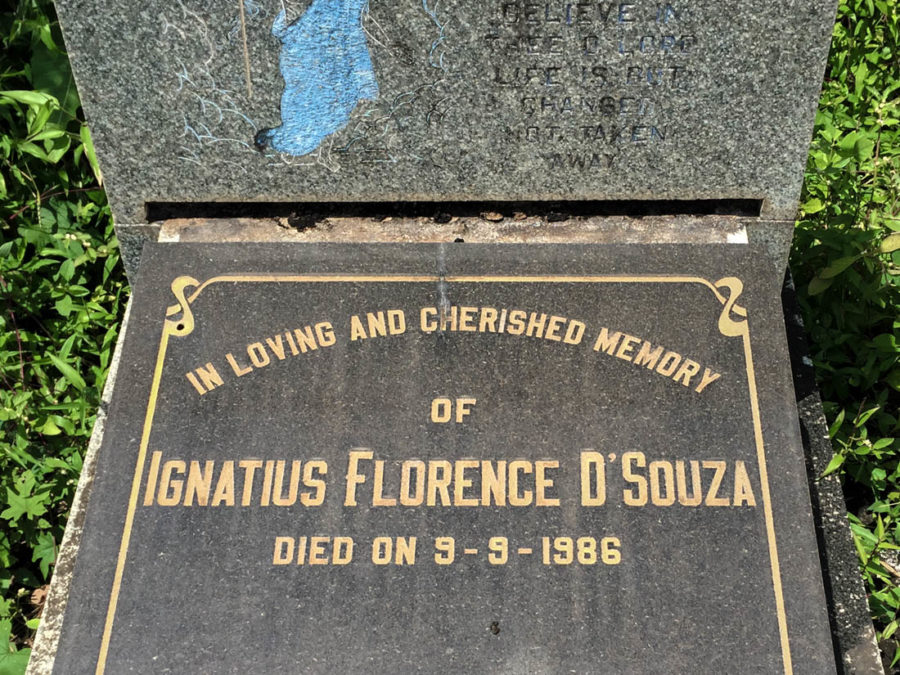 BELIEVE IN
THEE O LORD
LIFE IS BUT
CHANGED
NOT TAKEN
AWAY
IN LOVING AND CHERISHED MEMORY
OF
IGNATIUS FLORENCE D'SOUZA
DIED ON 9-9-1986